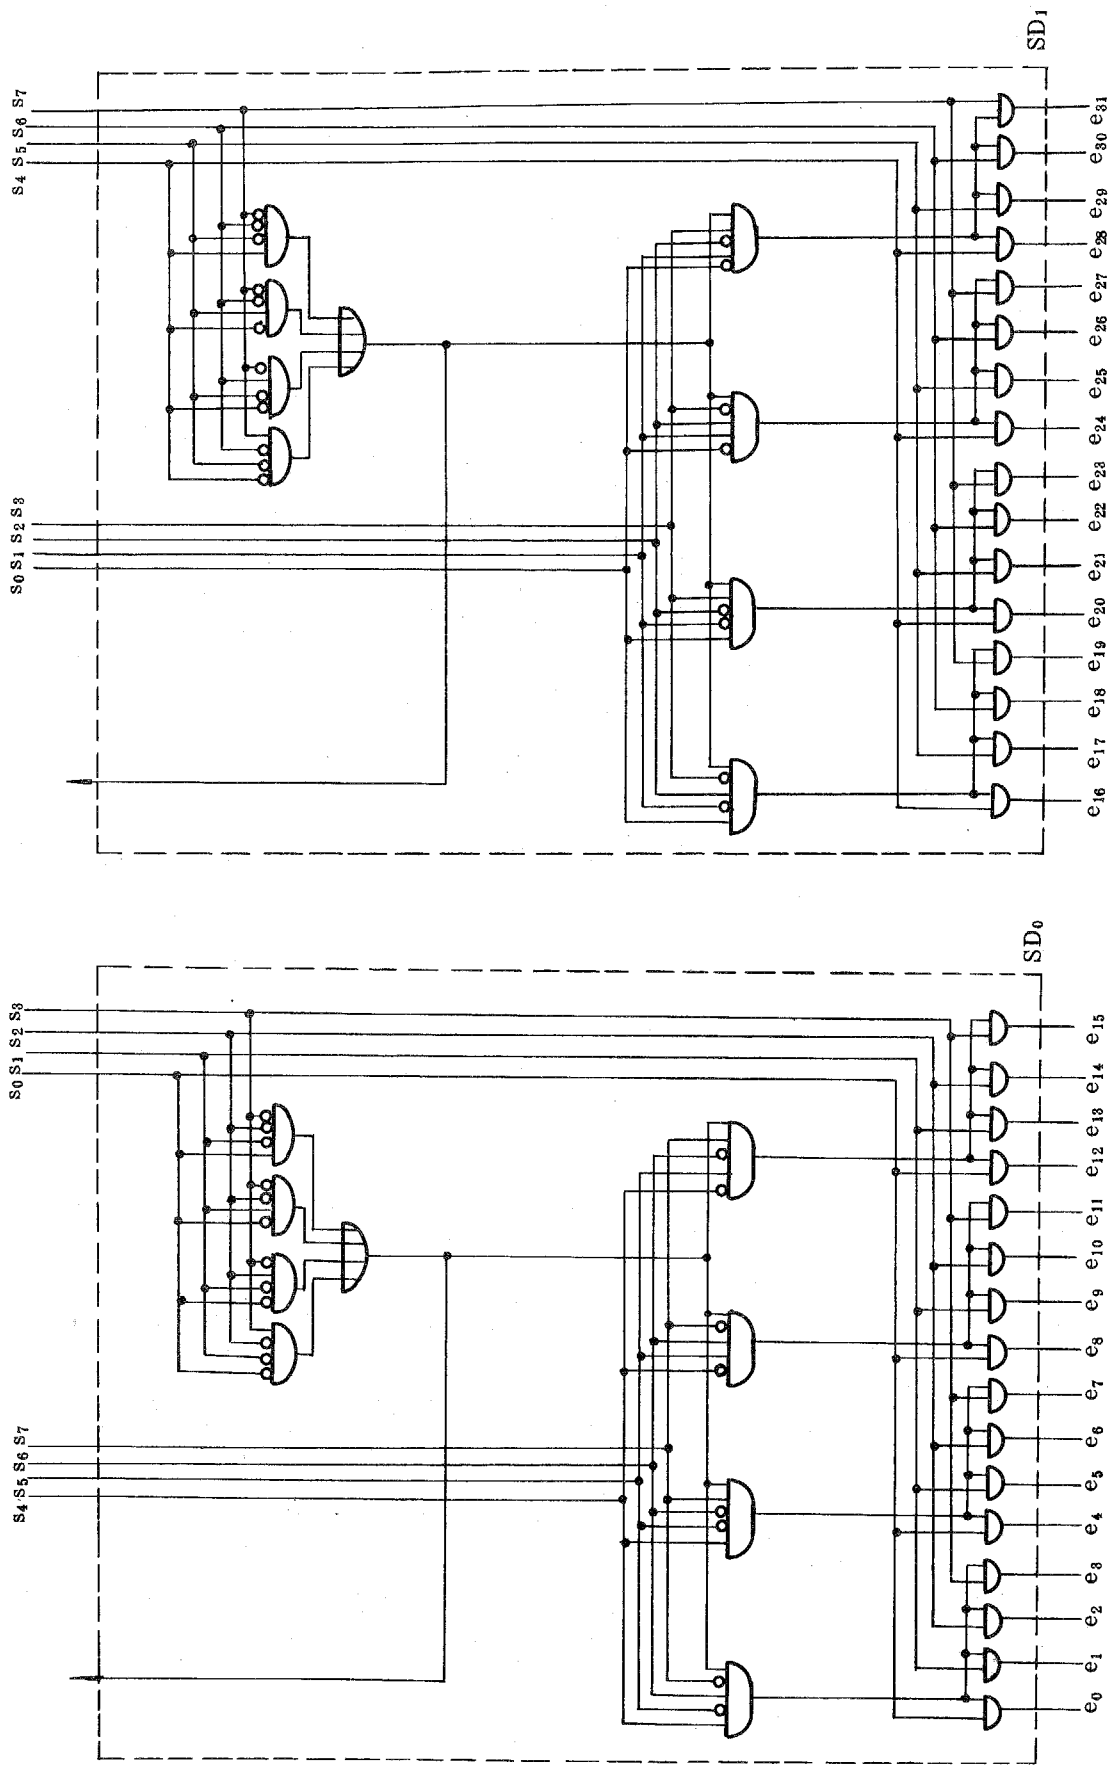 SD₁
S₄ S₅ S₆ S₇
S₀ S₁ S₂ S₃
e₁₆ e₁₇ e₁₈ e₁₉ e₂₀ e₂₁ e₂₂ e₂₃ e₂₄ e₂₅ e₂₆ e₂₇ e₂₈ e₂₉ e₃₀ e₃₁
SD₀
S₀ S₁ S₂ S₃
S₄ S₅ S₆ S₇
e₀ e₁ e₂ e₃ e₄ e₅ e₆ e₇ e₈ e₉ e₁₀ e₁₁ e₁₂ e₁₃ e₁₄ e₁₅